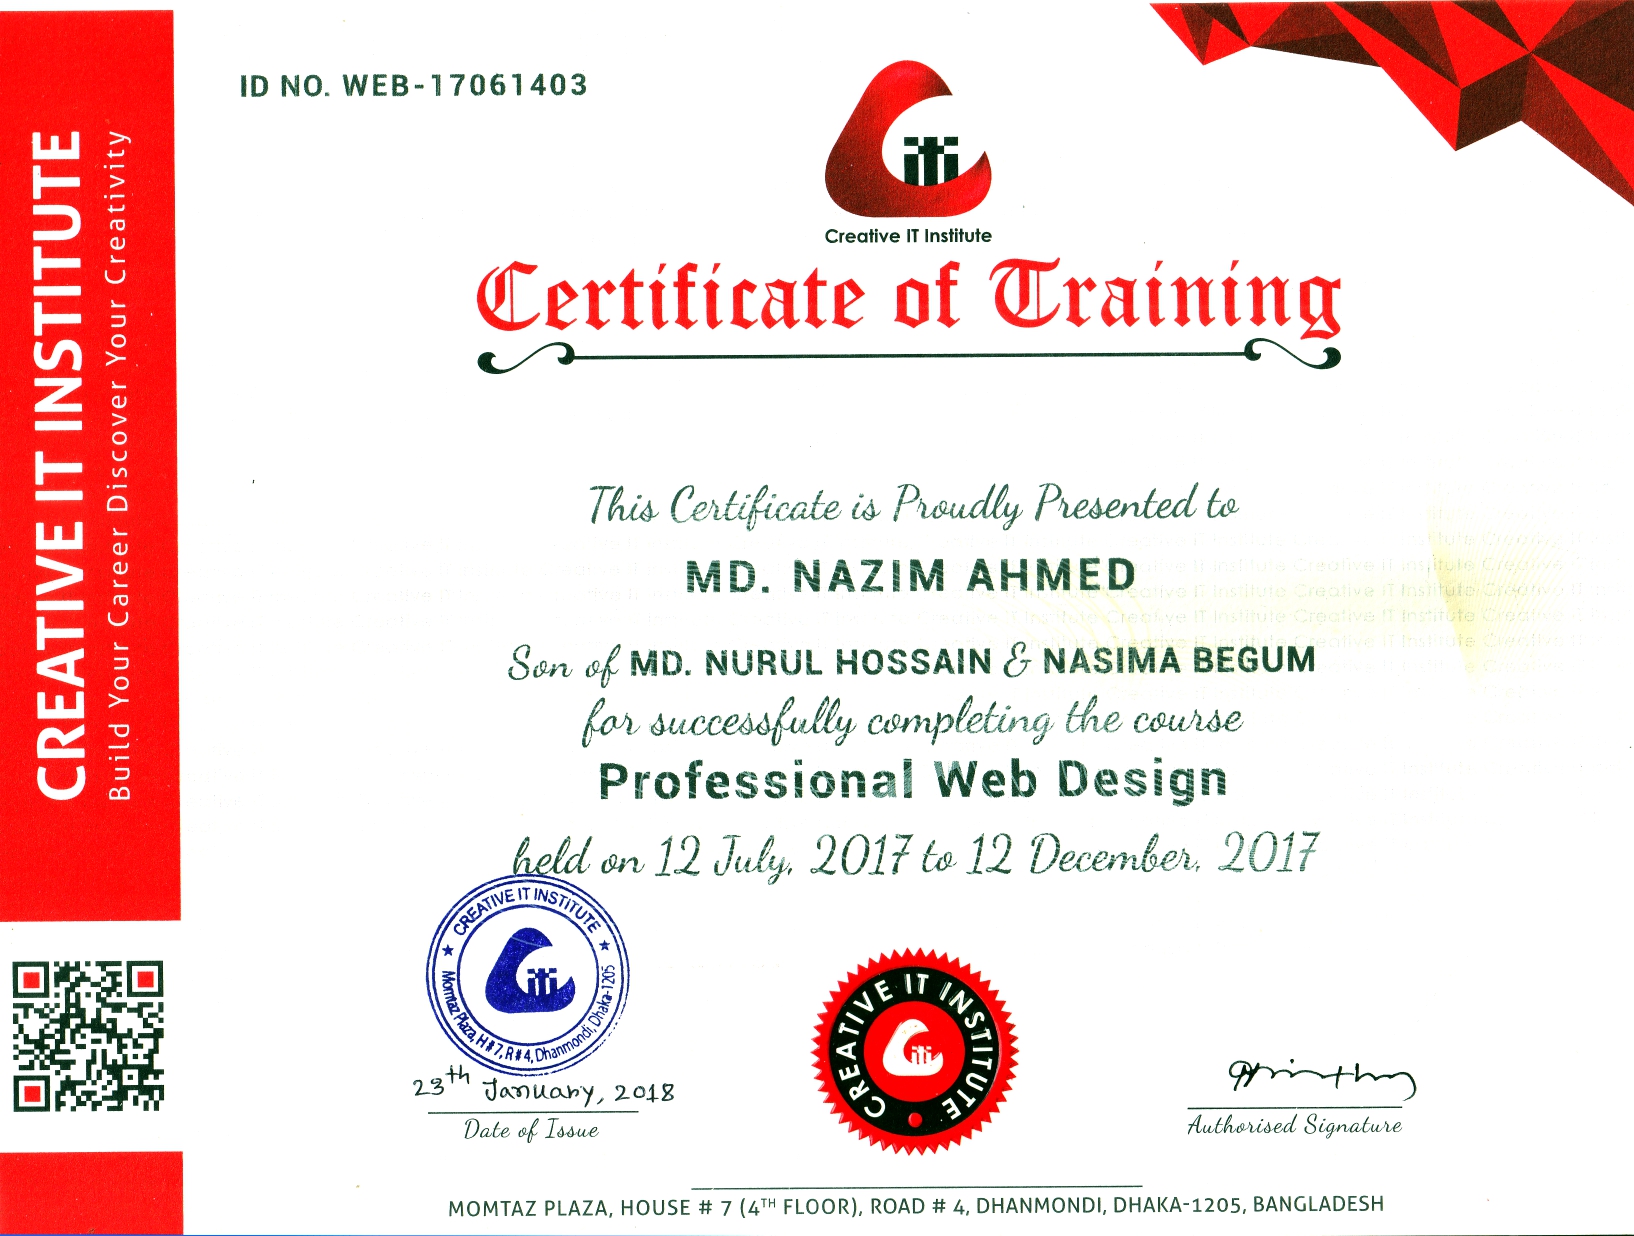 ID NO. WEB-17061403
iti
Creative IT Institute
Certificate of Training
CREATIVE IT INSTITUTE
Build Your Career Discover Your Creativity
This Certificate is Proudly Presented to
MD. NAZIM AHMED
Son of MD. NURUL HOSSAIN & NASIMA BEGUM
for successfully completing the course
Professional Web Design
held on 12 July, 2017 to 12 December, 2017
CREATIVE IT INSTITUTE
iti
Momtaz Plaza, H#7, R#4, Dhanmondi, Dhaka-1205
23th January, 2018
Date of Issue
CREATIVE IT INSTITUTE
iti
Authorised Signature
MOMTAZ PLAZA, HOUSE # 7 (4TH FLOOR), ROAD # 4, DHANMONDI, DHAKA-1205, BANGLADESH